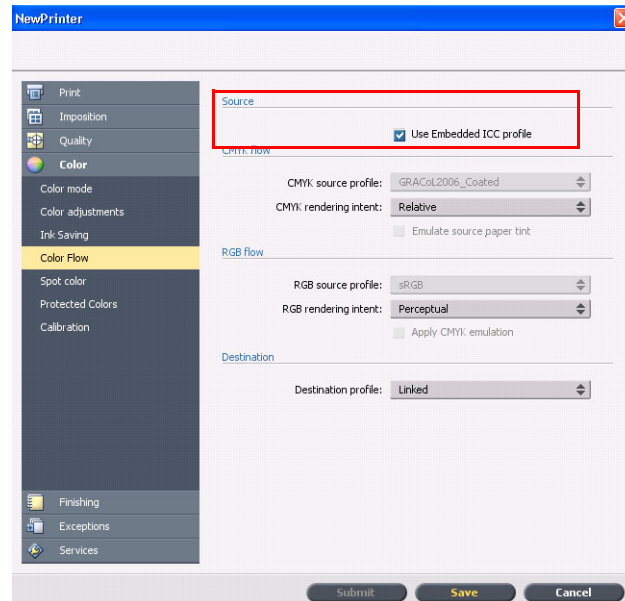 NewPrinter
Print
Imposition
Quality
Color
Color mode
Color adjustments
Ink Saving
Color Flow
Spot color
Protected Colors
Calibration
Finishing
Exceptions
Services
Source
Use Embedded ICC profile
CMYK flow
CMYK source profile: GRACoL2006_Coated
CMYK rendering intent: Relative
Emulate source paper tint
RGB flow
RGB source profile: sRGB
RGB rendering intent: Perceptual
Apply CMYK emulation
Destination
Destination profile: Linked
Submit Save Cancel